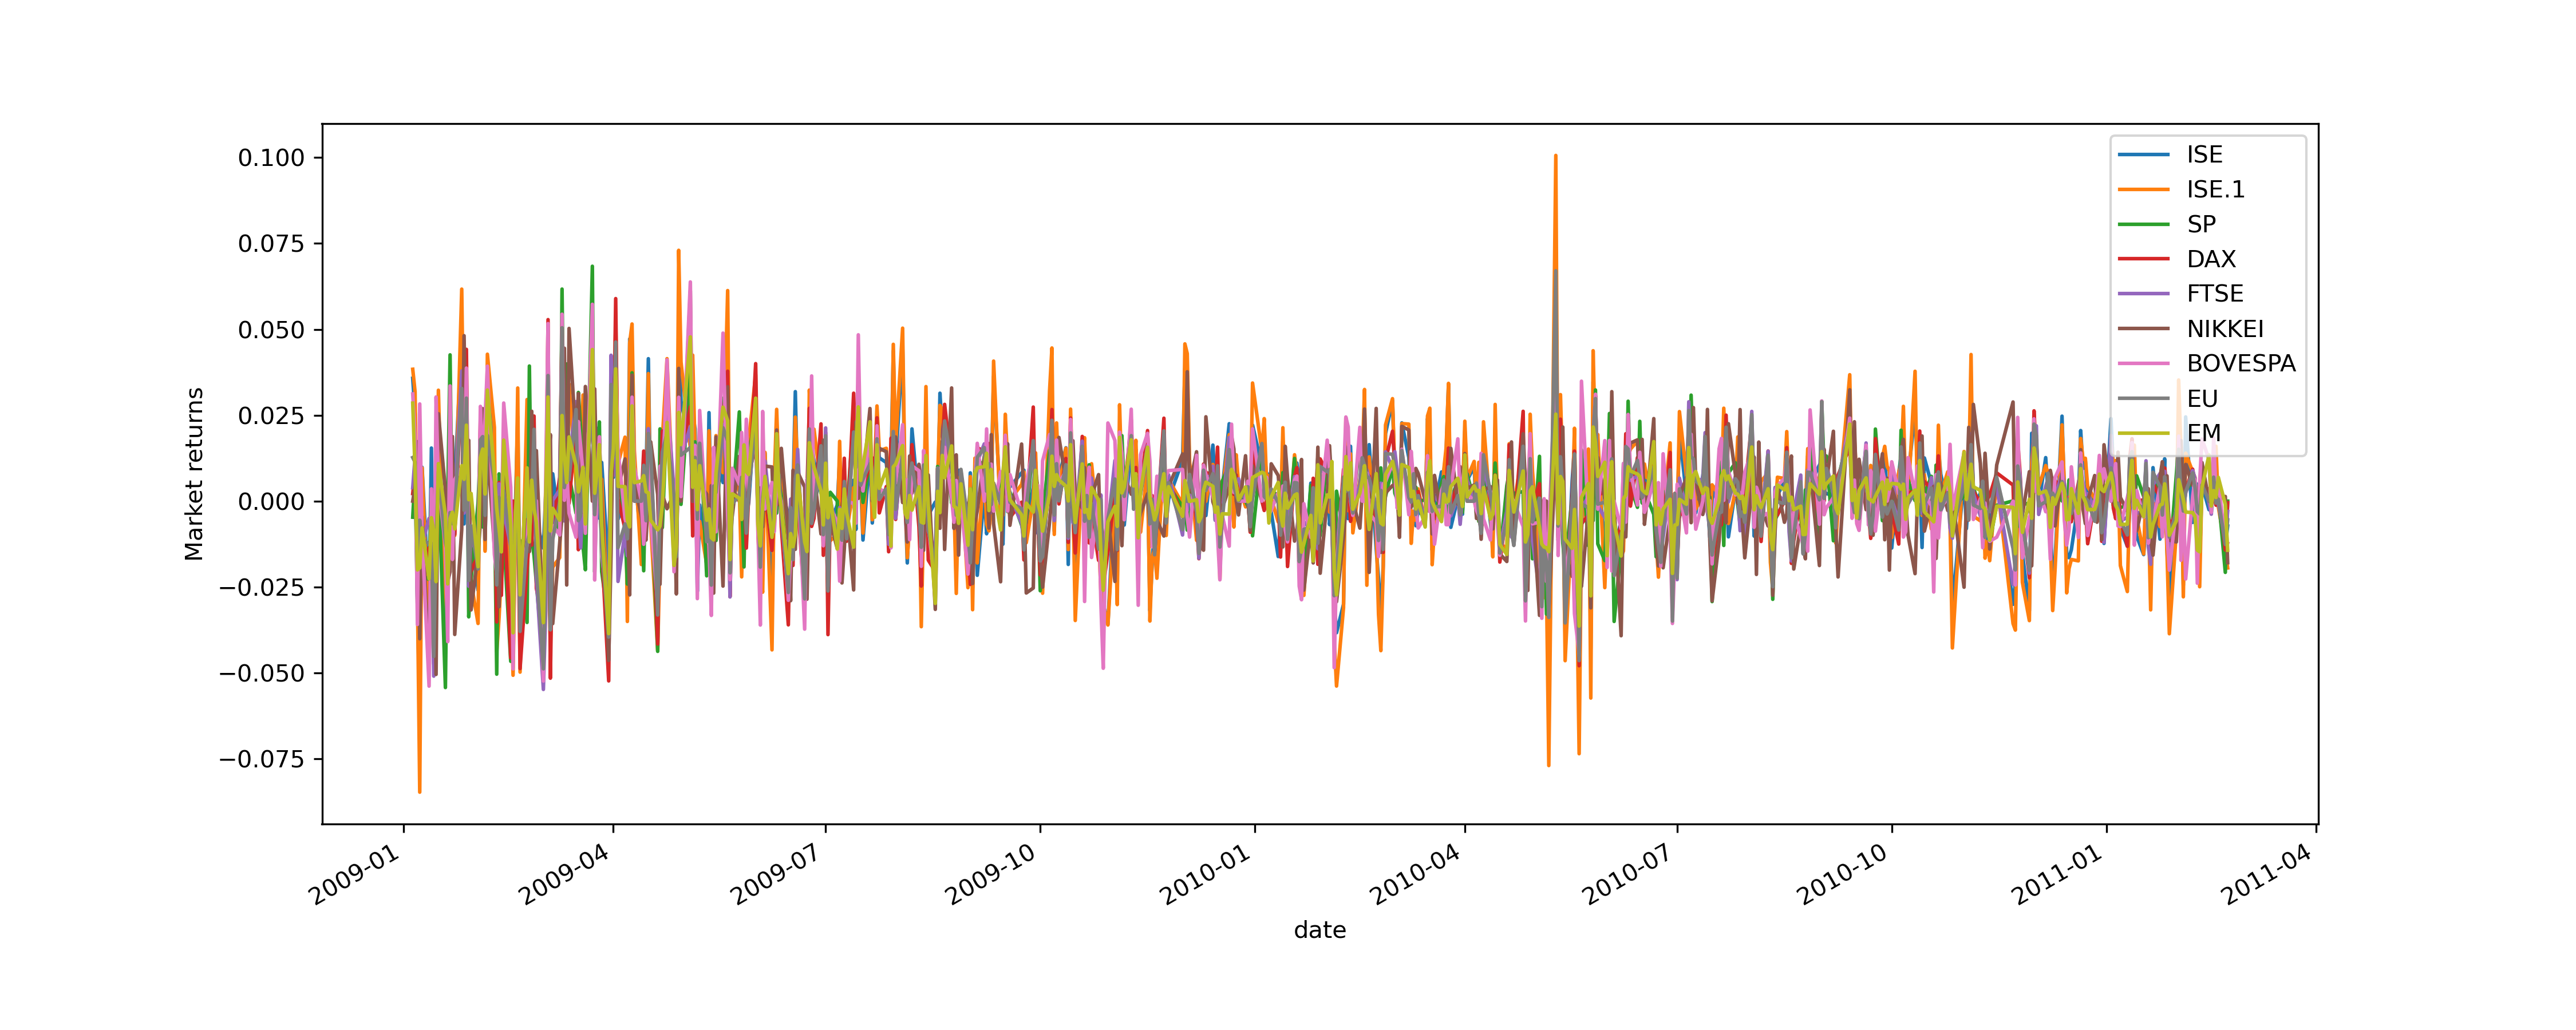 Market returns
0.100
0.075
0.050
0.025
0.000
−0.025
−0.050
−0.075
ISE
ISE.1
SP
DAX
FTSE
NIKKEI
BOVESPA
EU
EM
2009-01
2009-04
2009-07
2009-10
2010-01
2010-04
2010-07
2010-10
2011-01
2011-04
date